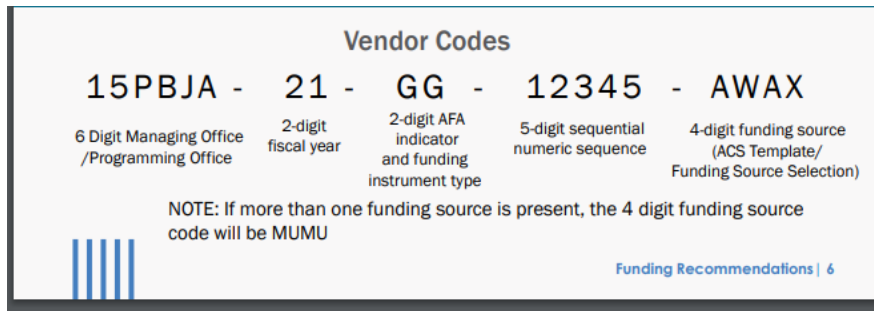 Vendor Codes
15PBJA - 21 - GG - 12345 - AWAX
6 Digit Managing Office
/Programming Office
2-digit
fiscal year
2-digit AFA
indicator
and funding
instrument type
5-digit sequential
numeric sequence
4-digit funding source
(ACS Template/
Funding Source Selection)
NOTE: If more than one funding source is present, the 4 digit funding source
code will be MUMU
Funding Recommendations| 6